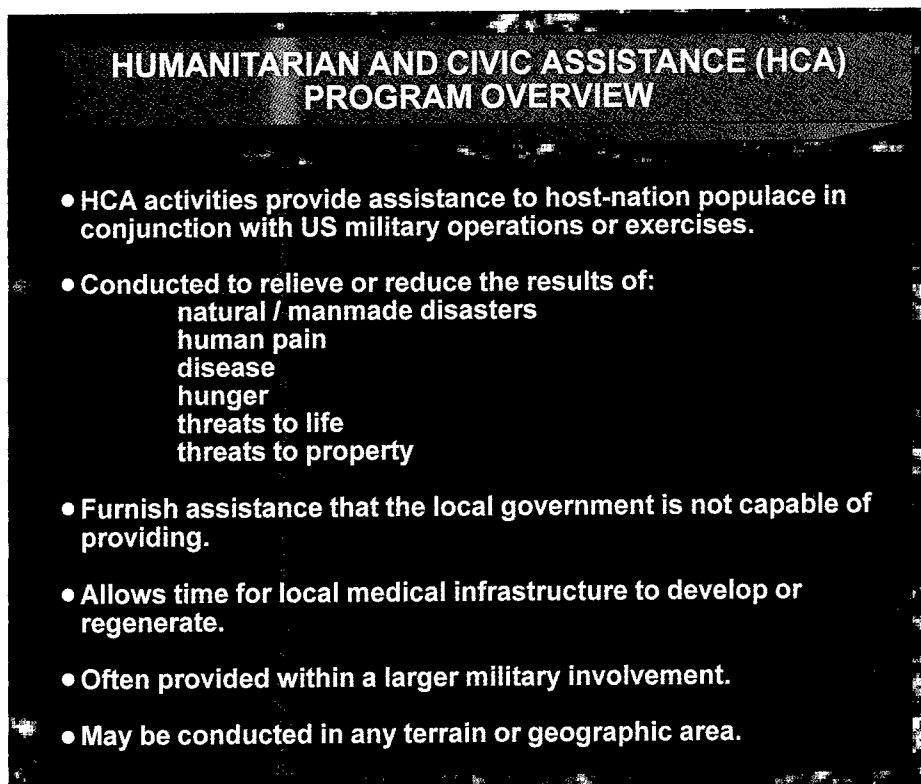 HUMANITARIAN AND CIVIC ASSISTANCE (HCA)
PROGRAM OVERVIEW
• HCA activities provide assistance to host-nation populace in
conjunction with US military operations or exercises.
• Conducted to relieve or reduce the results of:
natural / manmade disasters
human pain
disease
hunger
threats to life
threats to property
• Furnish assistance that the local government is not capable of
providing.
• Allows time for local medical infrastructure to develop or
regenerate.
• Often provided within a larger military involvement.
• May be conducted in any terrain or geographic area.